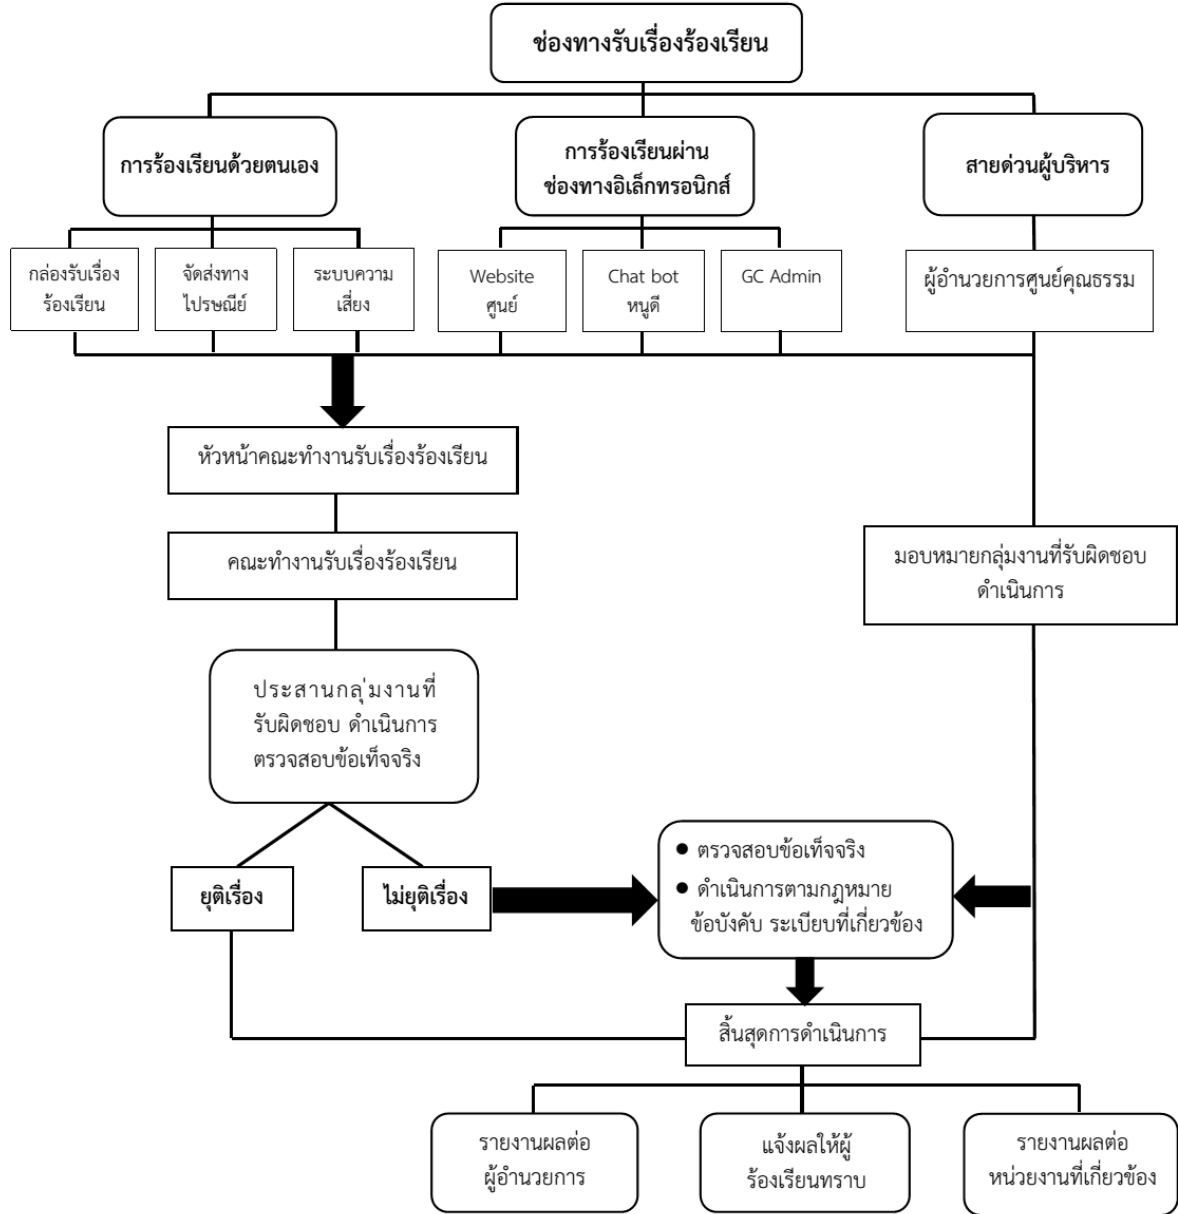 ช่องทางรับเรื่องร้องเรียน
การร้องเรียนด้วยตนเอง
การร้องเรียนผ่าน
ช่องทางอิเล็กทรอนิกส์
สายด่วนผู้บริหาร
กล่องรับเรื่อง
ร้องเรียน
จัดส่งทาง
ไปรษณีย์
ระบบความ
เสี่ยง
Website
ศูนย์
Chat bot
หนูดี
GC Admin
ผู้อำนวยการศูนย์คุณธรรม
หัวหน้าคณะทำงานรับเรื่องร้องเรียน
คณะทำงานรับเรื่องร้องเรียน
มอบหมายกลุ่มงานที่รับผิดชอบ
ดำเนินการ
ประสานกลุ่มงานที่
รับผิดชอบ ดำเนินการ
ตรวจสอบข้อเท็จจริง
ยุติเรื่อง
ไม่ยุติเรื่อง
● ตรวจสอบข้อเท็จจริง
● ดำเนินการตามกฎหมาย
ข้อบังคับ ระเบียบที่เกี่ยวข้อง
สิ้นสุดการดำเนินการ
รายงานผลต่อ
ผู้อำนวยการ
แจ้งผลให้ผู้
ร้องเรียนทราบ
รายงานผลต่อ
หน่วยงานที่เกี่ยวข้อง